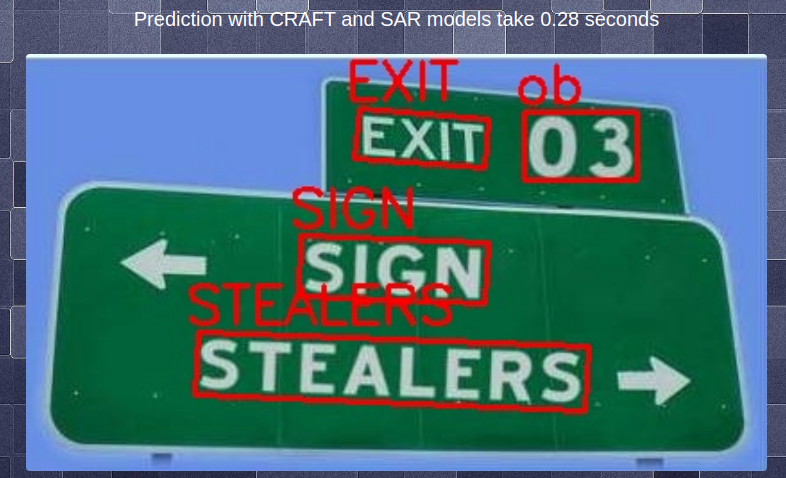 Prediction with CRAFT and SAR models take 0.28 seconds
EXIT ob
EXIT 03
SIGN
SIGN
STEALERS
STEALERS